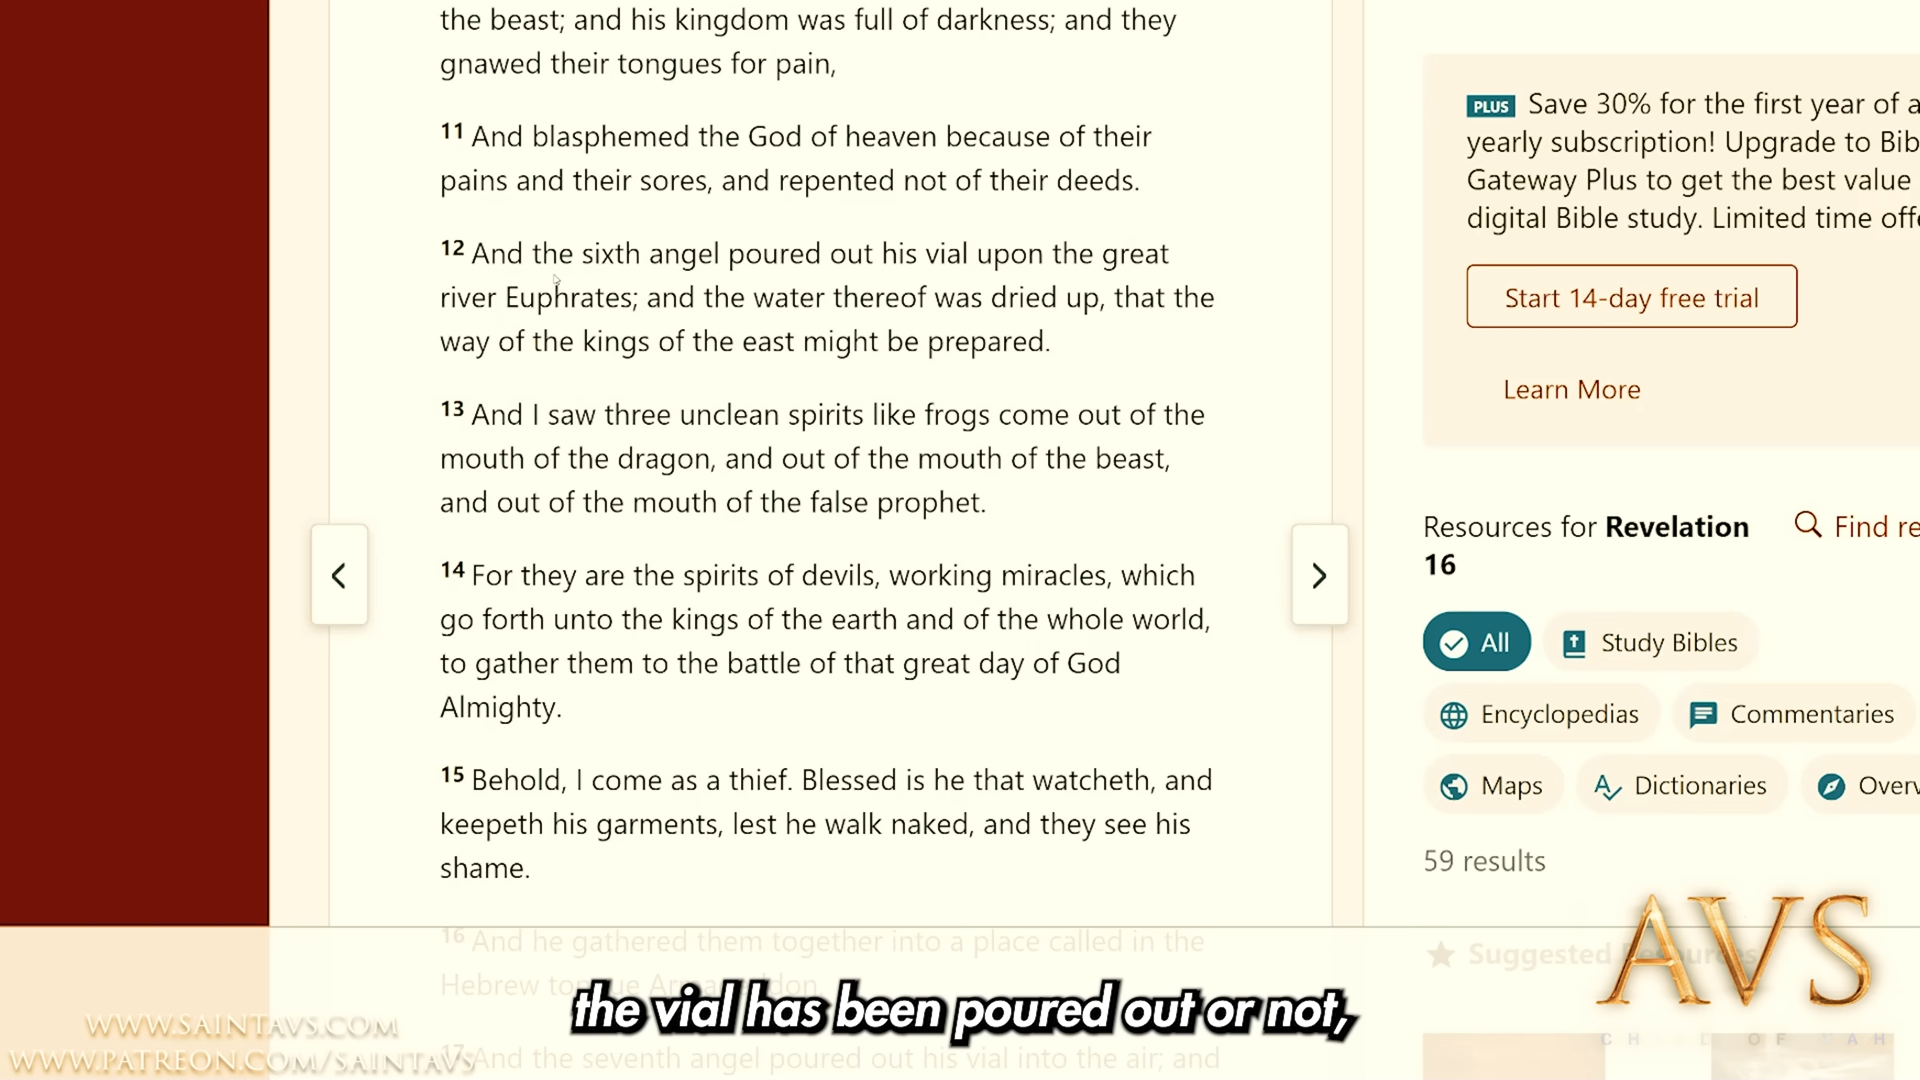 the beast; and his kingdom was full of darkness; and they
gnawed their tongues for pain,
11 And blasphemed the God of heaven because of their
pains and their sores, and repented not of their deeds.
12 And the sixth angel poured out his vial upon the great
river Euphrates; and the water thereof was dried up, that the
way of the kings of the east might be prepared.
13 And I saw three unclean spirits like frogs come out of the
mouth of the dragon, and out of the mouth of the beast,
and out of the mouth of the false prophet.
14 For they are the spirits of devils, working miracles, which
go forth unto the kings of the earth and of the whole world,
to gather them to the battle of that great day of God
Almighty.
15 Behold, I come as a thief. Blessed is he that watcheth, and
keepeth his garments, lest he walk naked, and they see his
shame.
16 And he gathered them together into a place called in the
Hebrew
17 And the seventh angel poured out his vial into the air; and
the vial has been poured out or not,
WWW.SAINTAVS.COM
WWW.PATREON.COM/SAINTAVS
PLUS Save 30% for the first year of a
yearly subscription! Upgrade to Bib
Gateway Plus to get the best value
digital Bible study. Limited time off
Start 14-day free trial
Learn More
Resources for Revelation
16
Find re
All
Study Bibles
Encyclopedias
Commentaries
Maps
Dictionaries
Over
59 results
Suggested
AVS